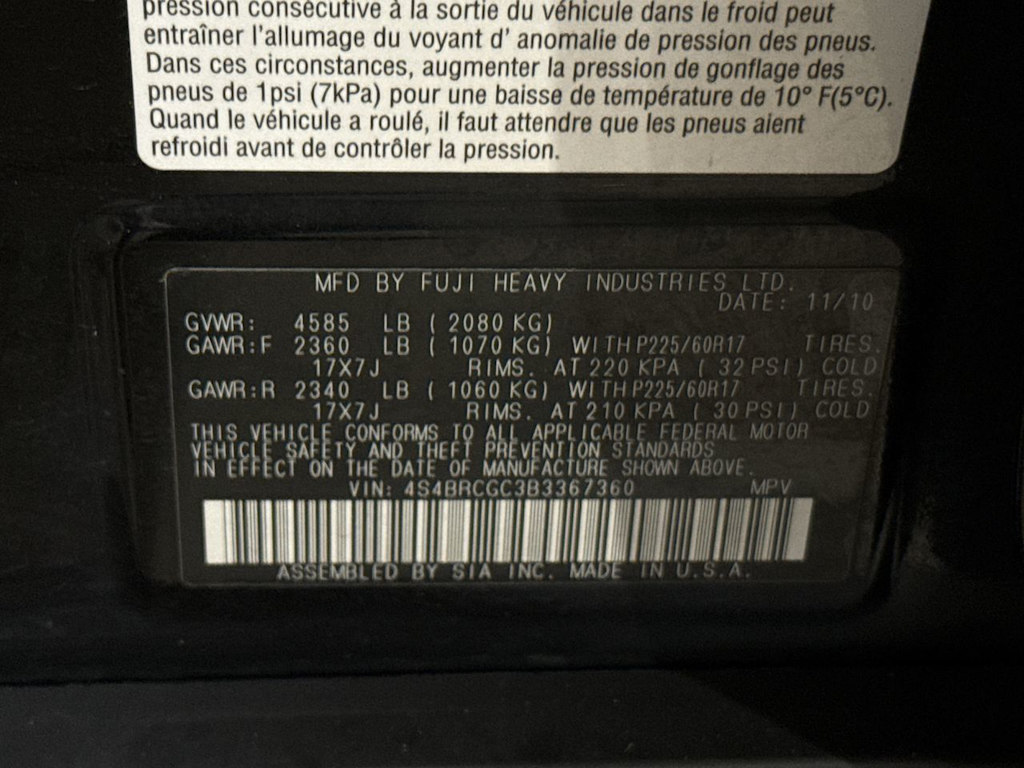 pression consécutive à la sortie du véhicule dans le froid peut
entraîner l'allumage du voyant d' anomalie de pression des pneus.
Dans ces circonstances, augmenter la pression de gonflage des
pneus de 1psi (7kPa) pour une baisse de température de 10° F(5°C).
Quand le véhicule a roulé, il faut attendre que les pneus aient
refroidi avant de contrôler la pression.
MFD BY FUJI HEAVY INDUSTRIES LTD.
DATE: 11/10
GVWR: 4585 LB ( 2080 KG)
GAWR:F 2360 LB ( 1070 KG) WITH P225/60R17 TIRES.
17X7J RIMS. AT 220 KPA ( 32 PSI) COLD
GAWR:R 2340 LB ( 1060 KG) WITH P225/60R17 TIRES.
17X7J RIMS. AT 210 KPA ( 30 PSI) COLD
THIS VEHICLE CONFORMS TO ALL APPLICABLE FEDERAL MOTOR
VEHICLE SAFETY AND THEFT PREVENTION STANDARDS
IN EFFECT ON THE DATE OF MANUFACTURE SHOWN ABOVE.
VIN: 4S4BRCGC3B3367360 MPV
ASSEMBLED BY SIA INC. MADE IN U.S.A.